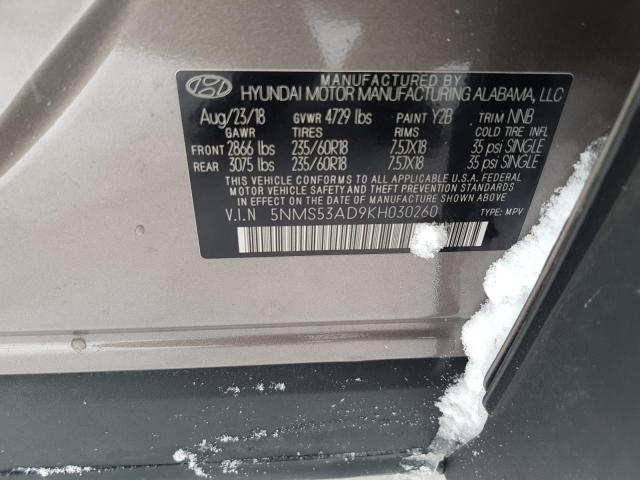 MANUFACTURED BY
HYUNDAI MOTOR MANUFACTURING ALABAMA, LLC
Aug/23/18 GVWR 4729 lbs PAINT Y2B TRIM NNB
GAWR TIRES RIMS COLD TIRE INFL
FRONT 2866 lbs 235/60R18 7.5JX18 35 psi SINGLE
REAR 3075 lbs 235/60R18 7.5JX18 35 psi SINGLE
THIS VEHICLE CONFORMS TO ALL APPLICABLE U.S.A. FEDERAL
MOTOR VEHICLE SAFETY, BUMPER, AND THEFT PREVENTION STANDARDS
IN EFFECT ON THE DATE OF MANUFACTURE SHOWN ABOVE.
V.I.N 5NMS53AD9KH030260 TYPE: MPV